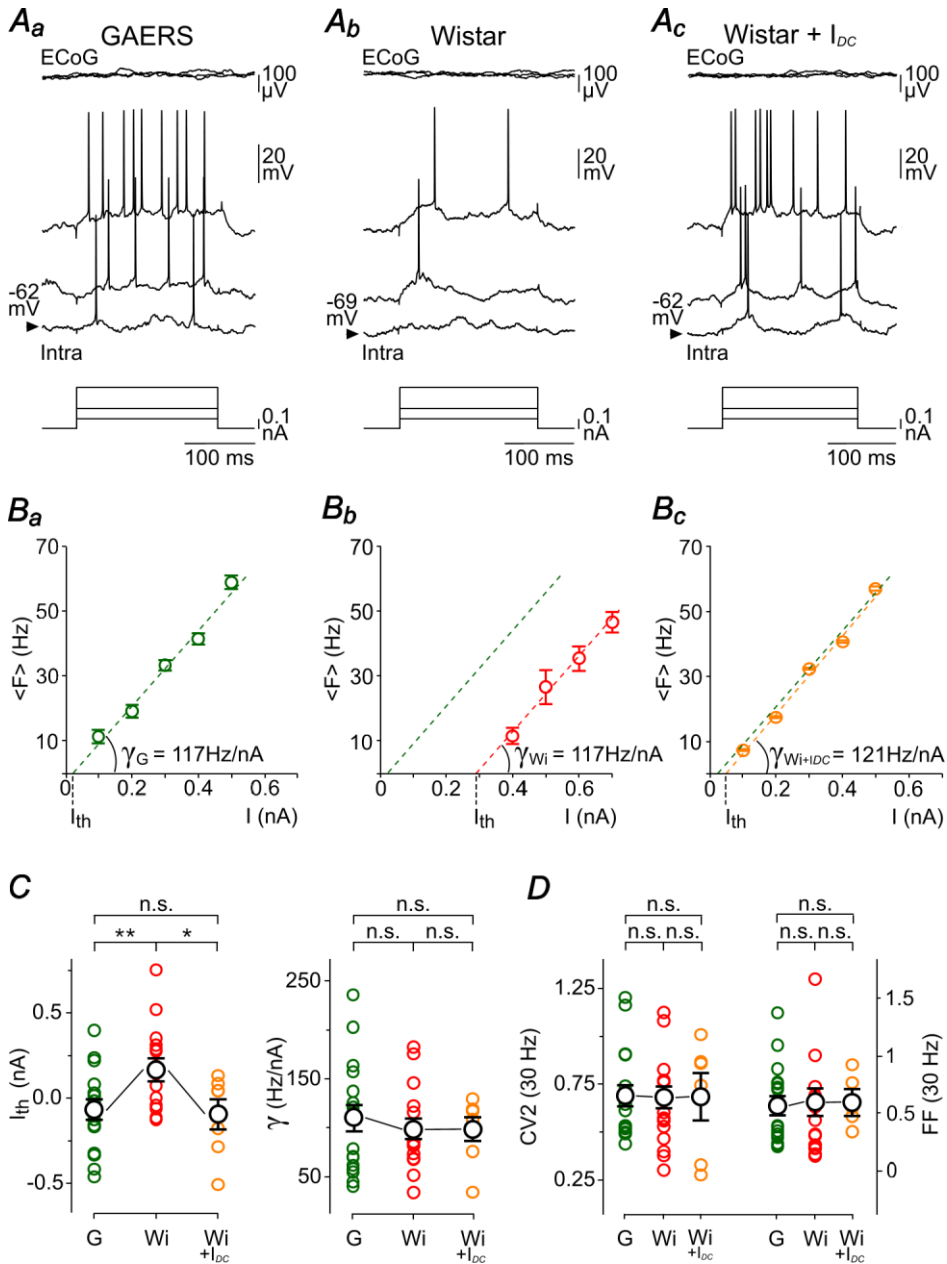 Aa
GAERS
Ab
Wistar
Ac
Wistar + IDC
ECoG
100
µV
ECoG
100
µV
ECoG
100
µV
20
mV
20
mV
20
mV
-62
mV
-69
mV
-62
mV
Intra
Intra
Intra
0.1
nA
0.1
nA
0.1
nA
100 ms
100 ms
100 ms
Ba
Bb
Bc
70
50
30
10
<F> (Hz)
γG = 117Hz/nA
0
0.2
0.4
0.6
Ith
I (nA)
70
50
30
10
<F> (Hz)
γWi = 117Hz/nA
0
0.2
0.4
0.6
Ith
I (nA)
70
50
30
10
<F> (Hz)
γWi+IDC = 121Hz/nA
0
0.2
0.4
0.6
Ith
I (nA)
C
n.s.
**
*
0.5
0.0
-0.5
Ith (nA)
G
Wi
Wi
+IDC
n.s.
n.s.
n.s.
250
150
50
γ (Hz/nA)
G
Wi
Wi
+IDC
D
n.s.
n.s.
n.s.
1.25
0.75
0.25
CV2 (30 Hz)
G
Wi
Wi
+IDC
n.s.
n.s.
n.s.
1.5
1
0.5
0
FF (30 Hz)
G
Wi
Wi
+IDC